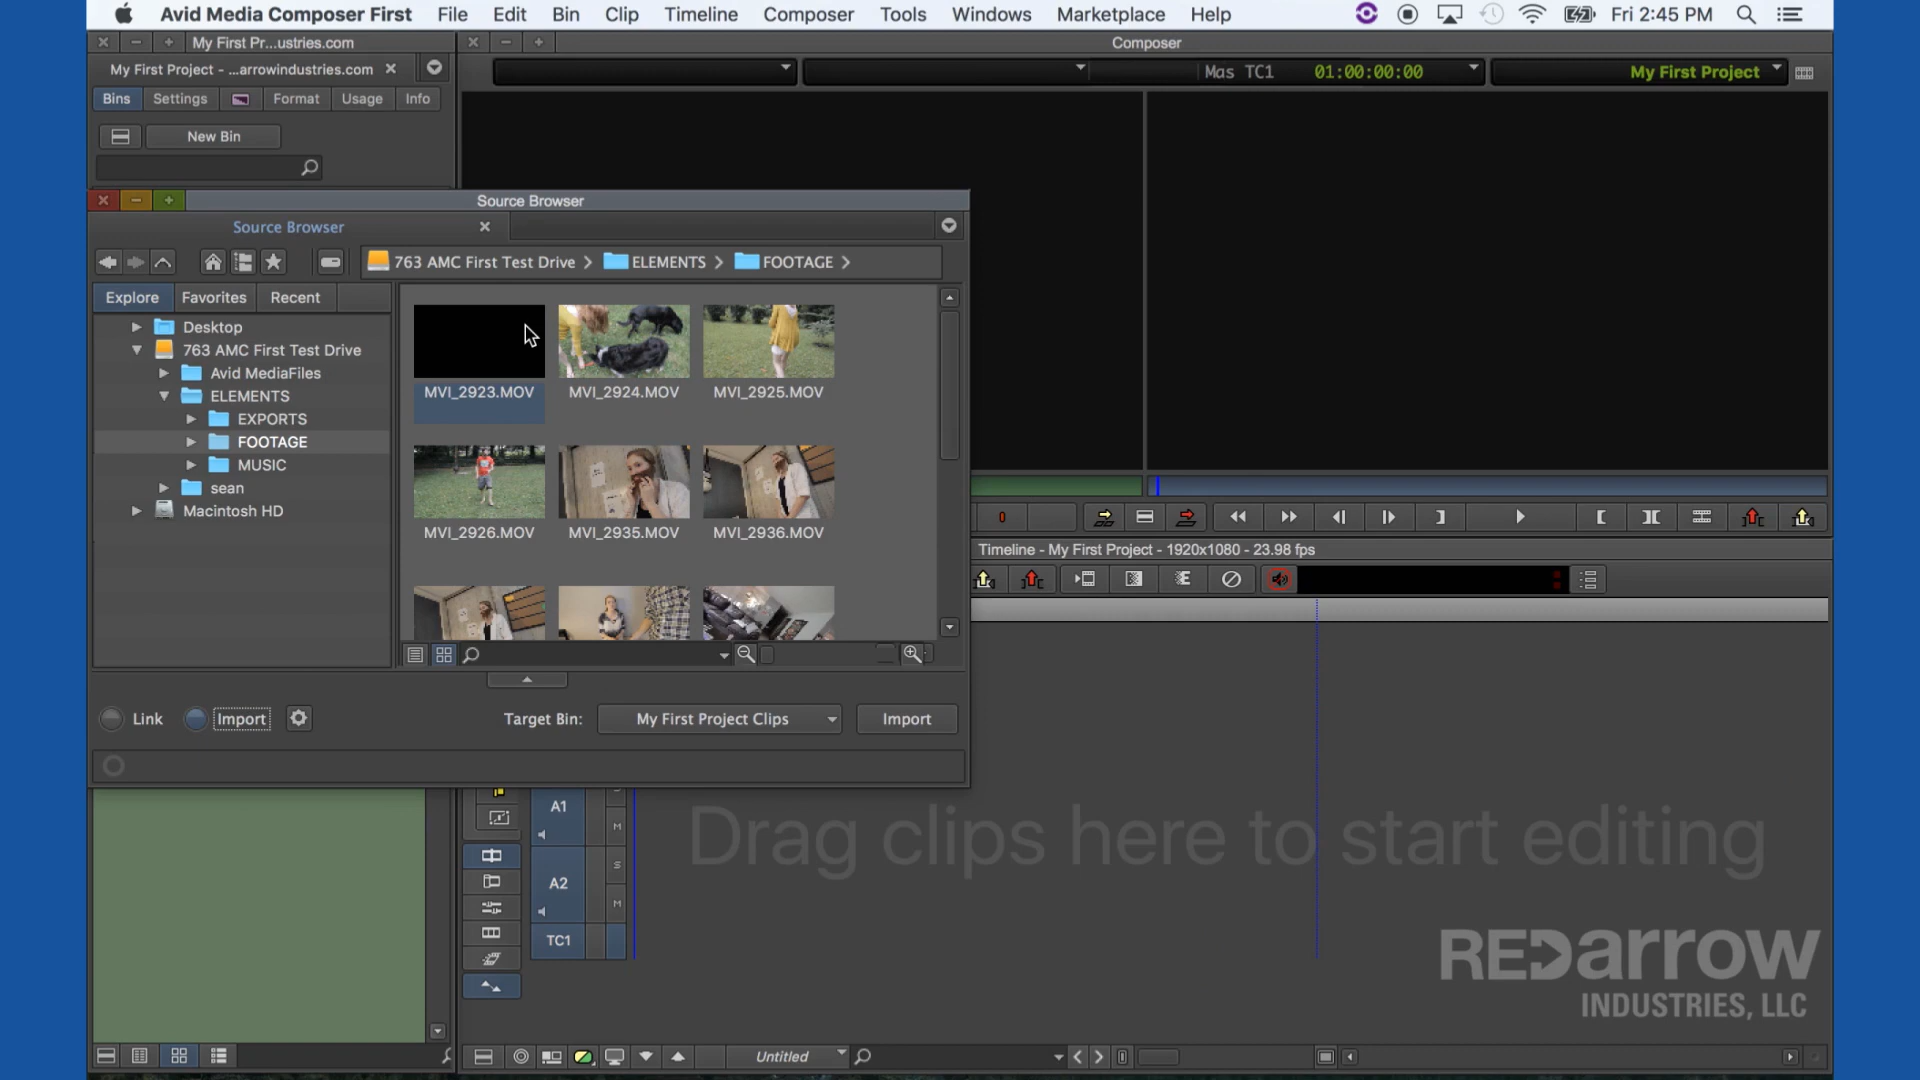 Avid Media Composer First File Edit Bin Clip Timeline Composer Tools Windows Marketplace Help Fri 2:45 PM
My First Pr...ustries.com
Composer
My First Project - ...arrowindustries.com
Mas TC1 01:00:00:00 My First Project
Bins Settings Format Usage Info
New Bin
Source Browser
Source Browser
763 AMC First Test Drive ELEMENTS FOOTAGE
Explore Favorites Recent
Desktop
763 AMC First Test Drive
Avid MediaFiles
ELEMENTS
EXPORTS
FOOTAGE
MUSIC
sean
Macintosh HD
MVI_2923.MOV MVI_2924.MOV MVI_2925.MOV
MVI_2926.MOV MVI_2935.MOV MVI_2936.MOV
0
Timeline - My First Project - 1920x1080 - 23.98 fps
Link Import Target Bin: My First Project Clips Import
A1
M
S
A2
M
TC1
Drag clips here to start editing
REDarrow
INDUSTRIES, LLC
Untitled